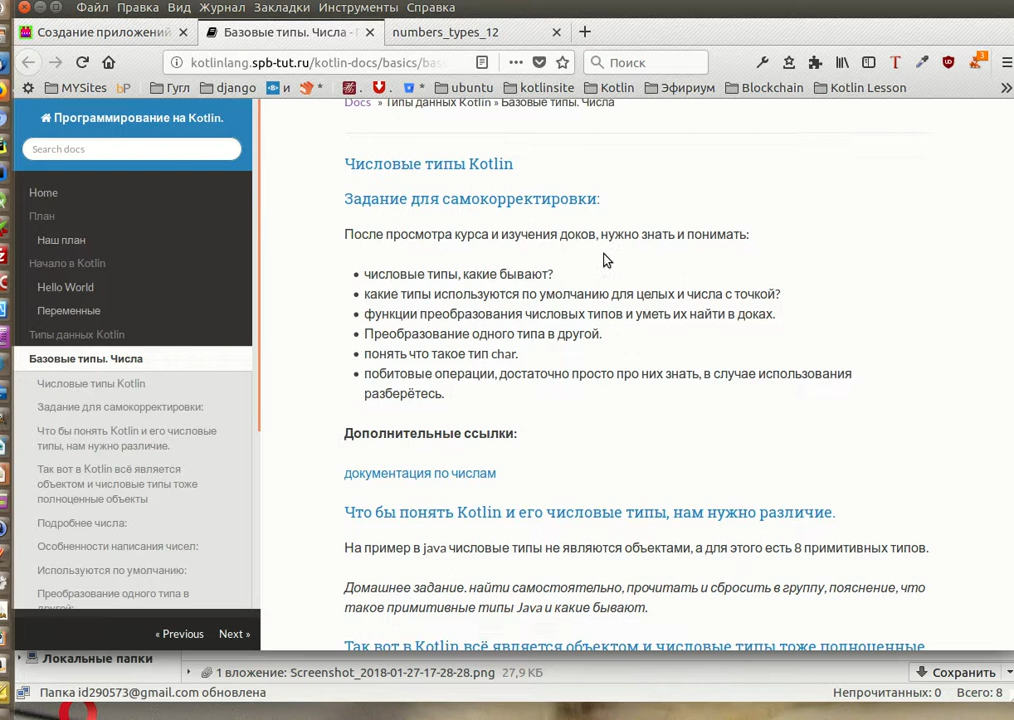 Файл Правка Вид Журнал Закладки Инструменты Справка
Создание приложений
Базовые типы. Числа -
numbers_types_12
kotlinlang.spb-tut.ru/kotlin-docs/basics/bas
Поиск
MYSites
Гугл
django
и
ubuntu
kotlinsite
Kotlin
Эфириум
Blockchain
Kotlin Lesson
Программирование на Kotlin.
Search docs
Home
План
Наш план
Начало в Kotlin
Hello World
Переменные
Типы данных Kotlin
Базовые типы. Числа
Числовые типы Kotlin
Задание для самокорректировки:
Что бы понять Kotlin и его числовые
типы, нам нужно различие.
Так вот в Kotlin всё является
объектом и числовые типы тоже
полноценные объекты
Подробнее числа:
Особенности написания чисел:
Используются по умолчанию:
Преобразование одного типа в
другой:
« Previous Next »
Docs » Типы данных Kotlin » Базовые типы. Числа
Числовые типы Kotlin
Задание для самокорректировки:
После просмотра курса и изучения доков, нужно знать и понимать:
• числовые типы, какие бывают?
• какие типы используются по умолчанию для целых и числа с точкой?
• функции преобразования числовых типов и уметь их найти в доках.
• Преобразование одного типа в другой.
• понять что такое тип char.
• побитовые операции, достаточно просто про них знать, в случае использования
разберётесь.
Дополнительные ссылки:
документация по числам
Что бы понять Kotlin и его числовые типы, нам нужно различие.
На пример в java числовые типы не являются объектами, а для этого есть 8 примитивных типов.
Домашнее задание. найти самостоятельно, прочитать и сбросить в группу, пояснение, что
такое примитивные типы Java и какие бывают.
Так вот в Kotlin всё является объектом и числовые типы тоже полноценные
Локальные папки
1 вложение: Screenshot_2018-01-27-17-28-28.png 27,9 КБ
Сохранить
Папка id290573@gmail.com обновлена
Непрочитанных: 0 Всего: 8